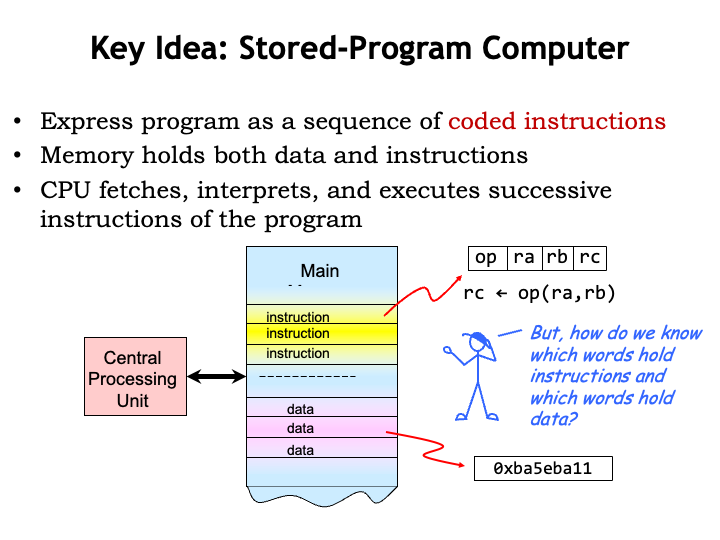 Key Idea: Stored-Program Computer
• Express program as a sequence of coded instructions
• Memory holds both data and instructions
• CPU fetches, interprets, and executes successive
instructions of the program
Main
instruction
instruction
instruction
------------
data
data
data
Central
Processing
Unit
op ra rb rc
rc ← op(ra,rb)
But, how do we know
which words hold
instructions and
which words hold
data?
0xba5eba11